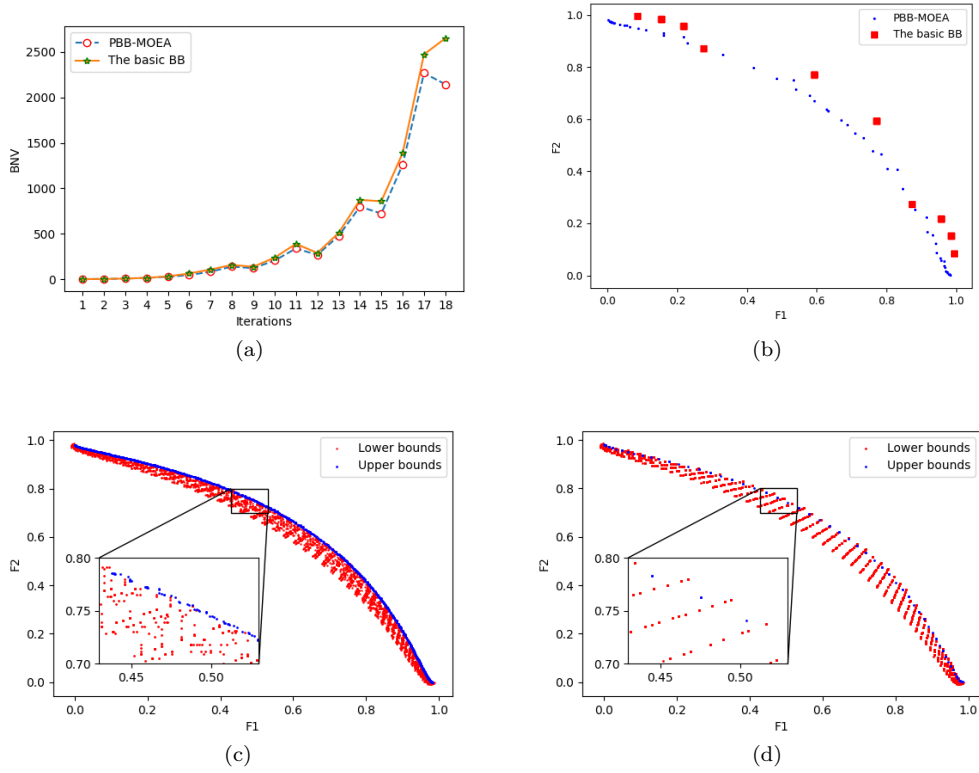 PBB-MOEA
The basic BB
2500
2000
1500
1000
500
0
BNV
1 2 3 4 5 6 7 8 9 10 11 12 13 14 15 16 17 18
Iterations
(a)
PBB-MOEA
The basic BB
1.0
0.8
0.6
0.4
0.2
0.0
F2
0.0 0.2 0.4 0.6 0.8 1.0
F1
(b)
Lower bounds
Upper bounds
1.0
0.8
0.6
0.4
0.2
0.0
F2
0.80
0.75
0.70
0.45 0.50
0.0 0.2 0.4 0.6 0.8 1.0
F1
(c)
Lower bounds
Upper bounds
1.0
0.8
0.6
0.4
0.2
0.0
F2
0.80
0.75
0.70
0.45 0.50
0.0 0.2 0.4 0.6 0.8 1.0
F1
(d)